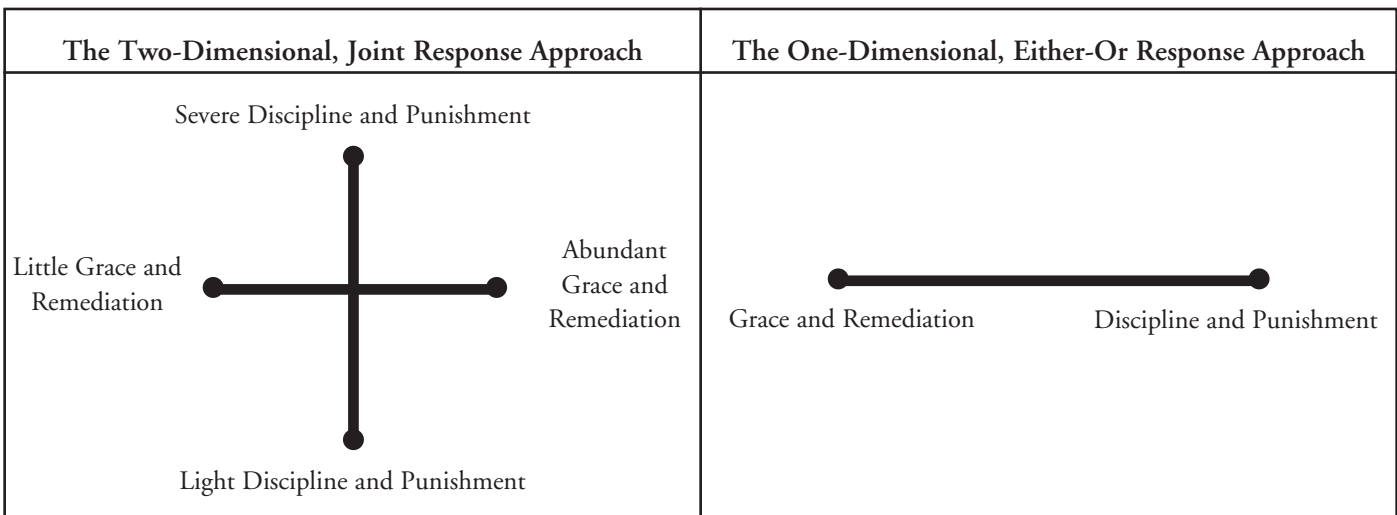 The Two-Dimensional, Joint Response Approach
The One-Dimensional, Either-Or Response Approach
Severe Discipline and Punishment
Little Grace and
Remediation
Abundant
Grace and
Remediation
Light Discipline and Punishment
Grace and Remediation
Discipline and Punishment